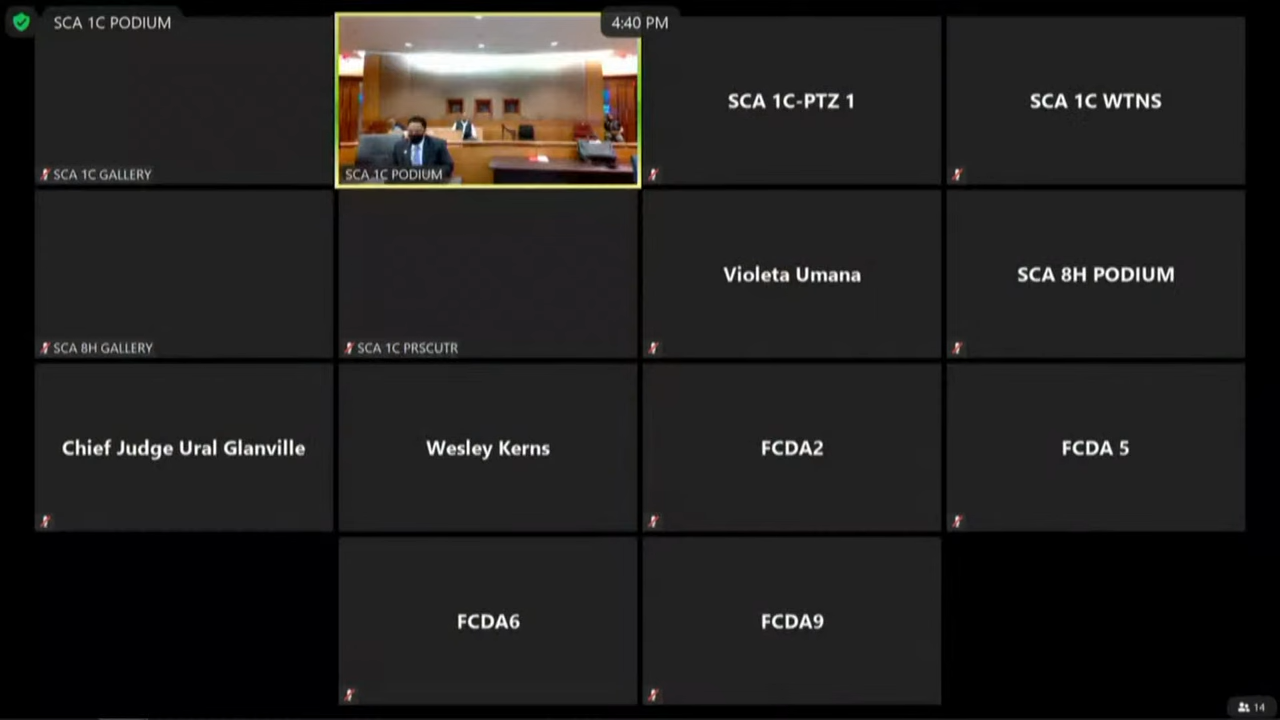 SCA 1C PODIUM
4:40 PM
SCA 1C GALLERY
SCA 1C PODIUM
SCA 1C-PTZ 1
SCA 1C WTNS
SCA 8H GALLERY
SCA 1C PRSCUTR
Violeta Umana
SCA 8H PODIUM
Chief Judge Ural Glanville
Wesley Kerns
FCDA2
FCDA 5
FCDA6
FCDA9
14